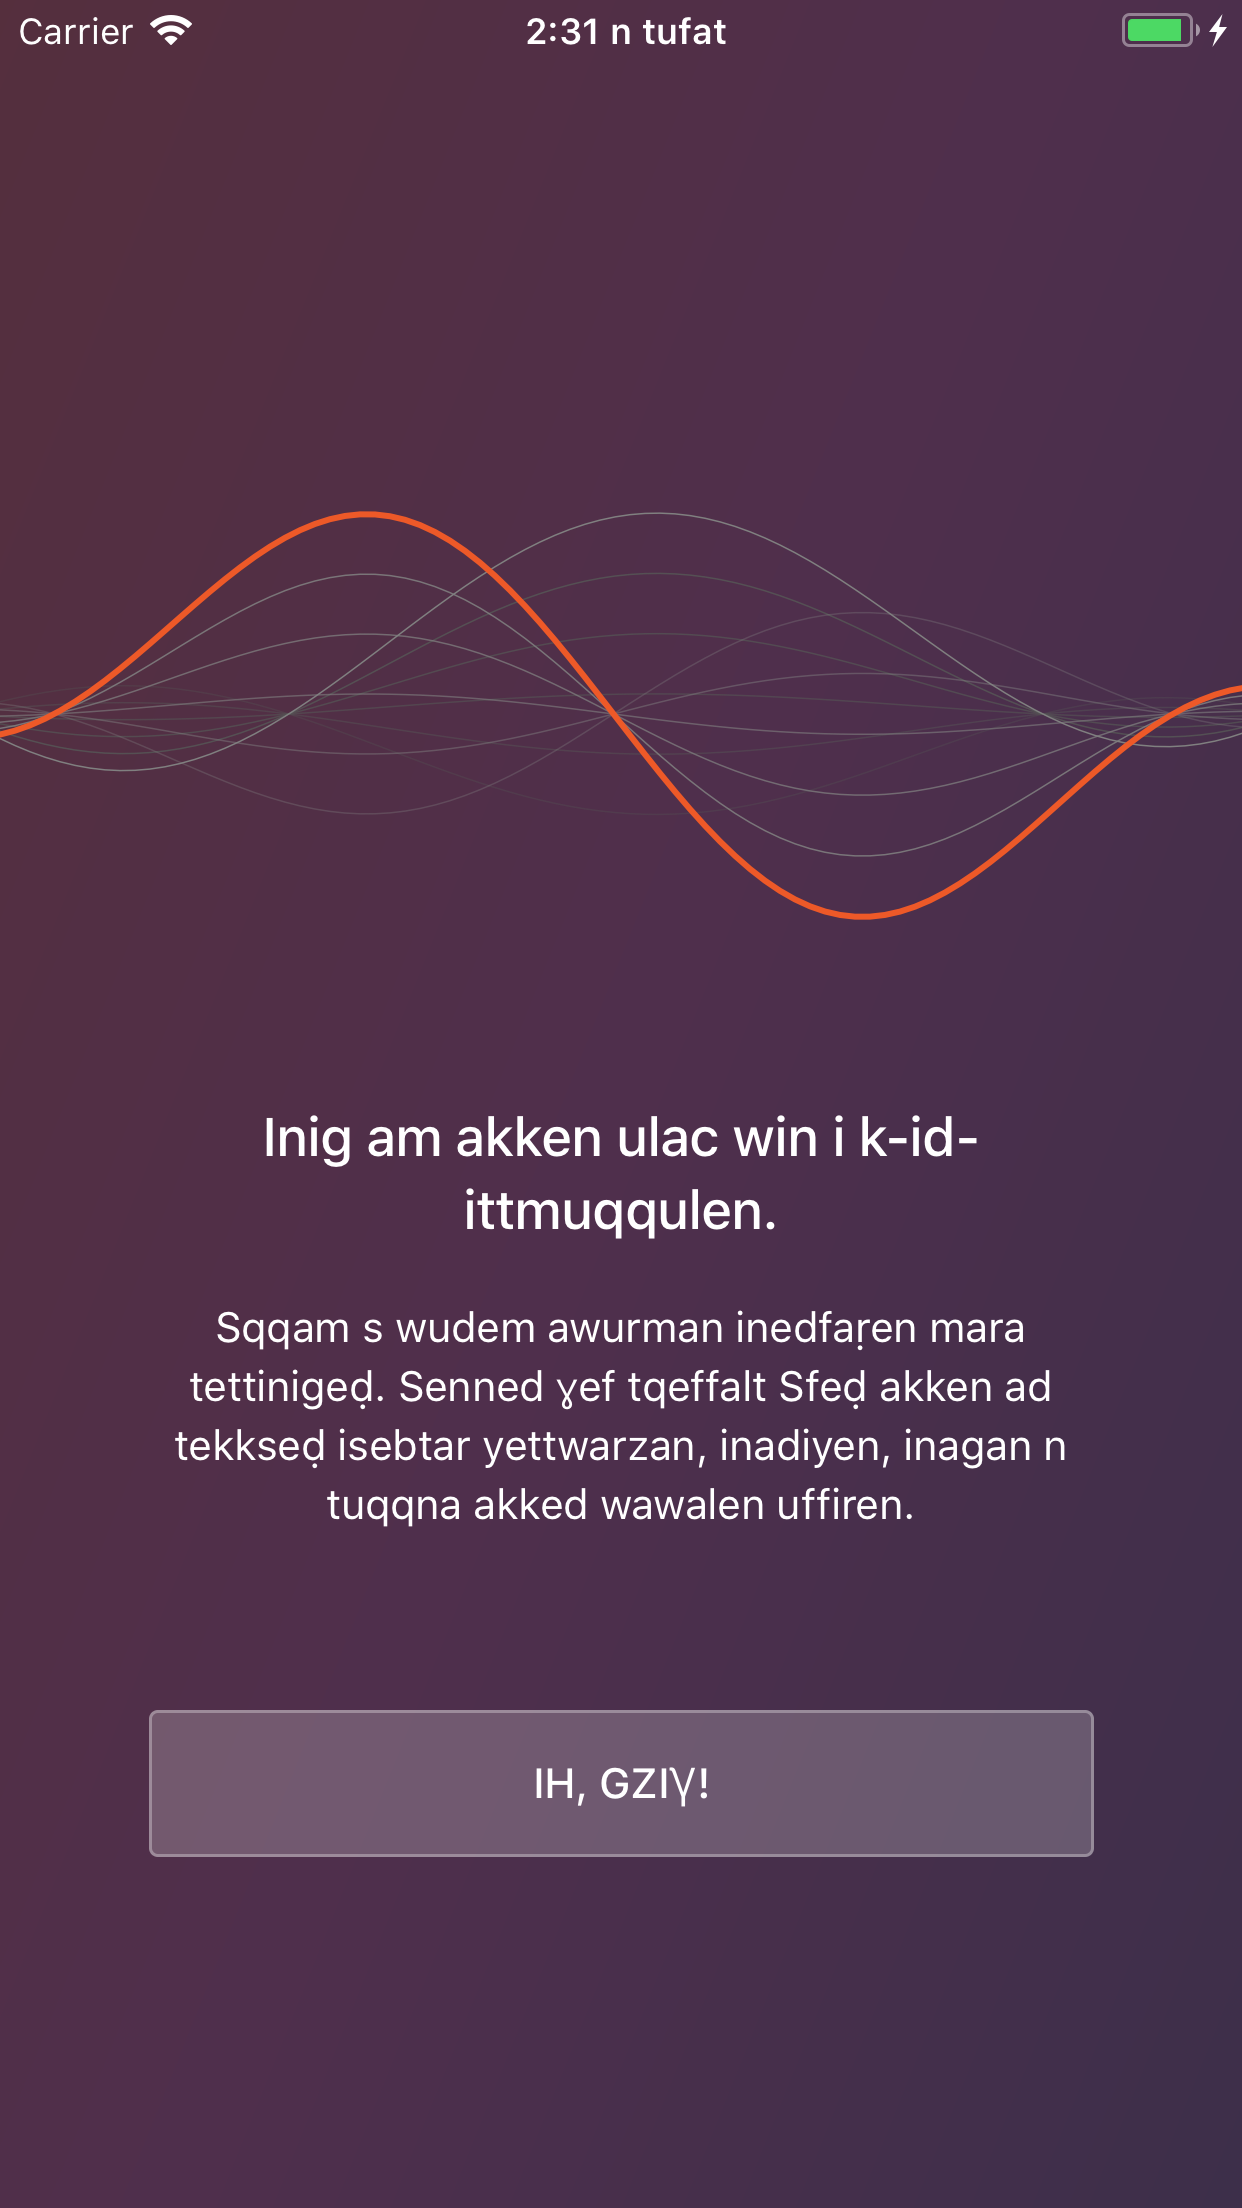 Carrier
2:31 n tufat
Inig am akken ulac win i k-id-
ittmuqqulen.
Sqqam s wudem awurman inedfaṛen mara
tettinigeḍ. Senned ɣef tqeffalt Sfeḍ akken ad
tekkseḍ isebtar yettwarzan, inadiyen, inagan n
tuqqna akked wawalen uffiren.
IH, GZIƔ!